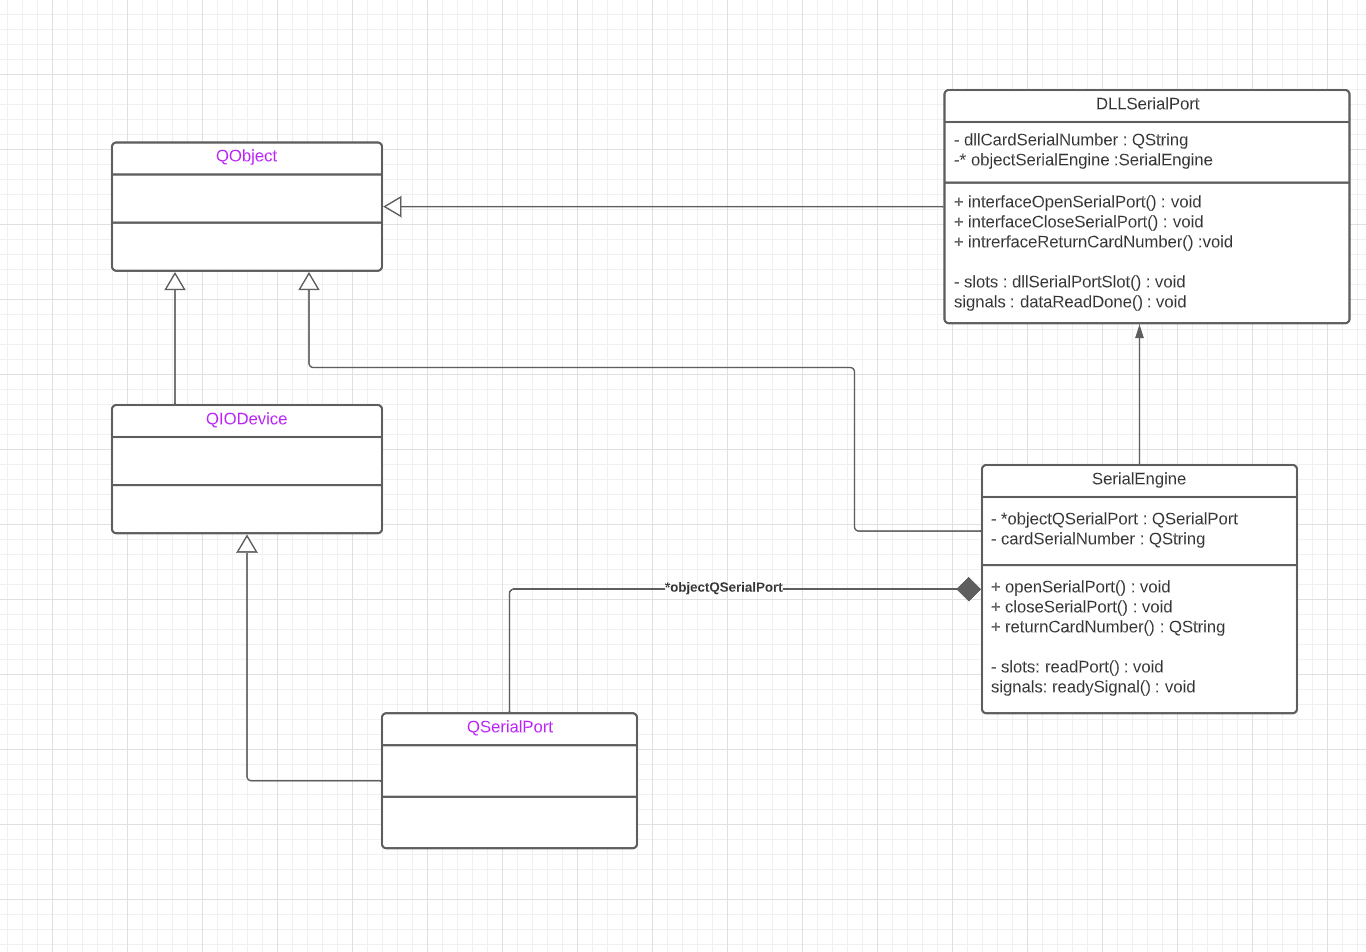 DLLSerialPort
- dllCardSerialNumber : QString
-* objectSerialEngine :SerialEngine
+ interfaceOpenSerialPort() : void
+ interfaceCloseSerialPort() : void
+ intrerfaceReturnCardNumber() :void
- slots : dllSerialPortSlot() : void
signals : dataReadDone() : void
QObject
QIODevice
SerialEngine
- *objectQSerialPort : QSerialPort
- cardSerialNumber : QString
+ openSerialPort() : void
+ closeSerialPort() : void
+ returnCardNumber() : QString
- slots: readPort() : void
signals: readySignal() : void
*objectQSerialPort
QSerialPort